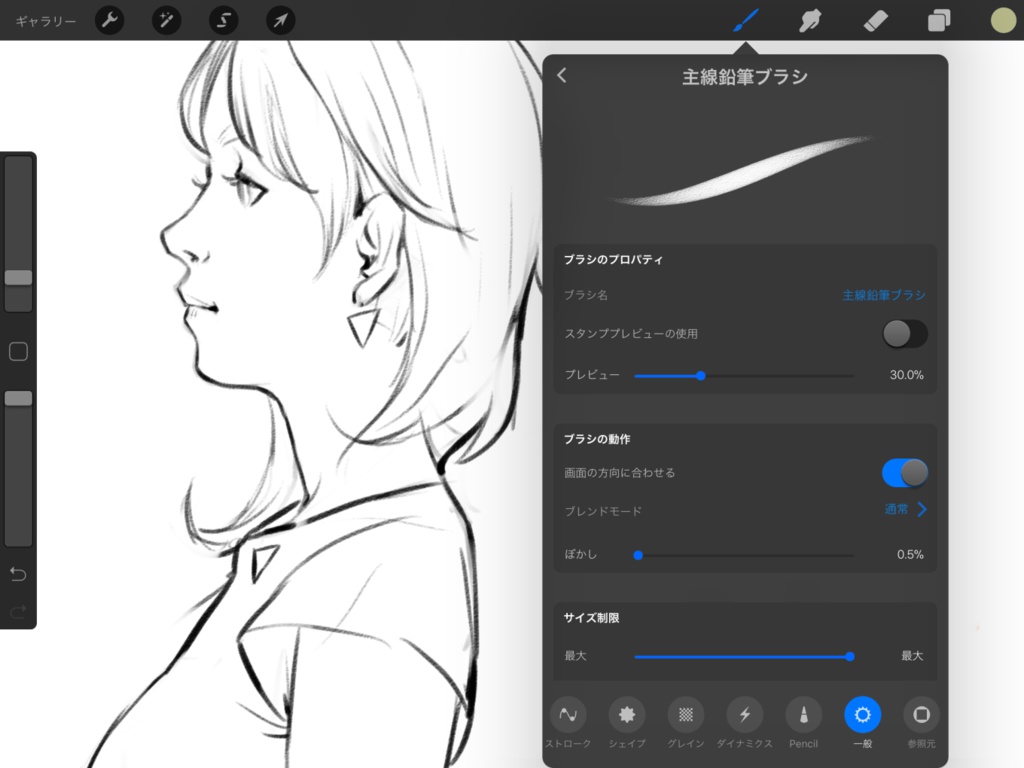 ギャラリー
主線鉛筆ブラシ
ブラシのプロパティ
ブラシ名 主線鉛筆ブラシ
スタンププレビューの使用
プレビュー 30.0%
ブラシの動作
画面の方向に合わせる
ブレンドモード 通常
ぼかし 0.5%
サイズ制限
最大 最大
ストローク シェイプ グレイン ダイナミクス Pencil 一般 参照元